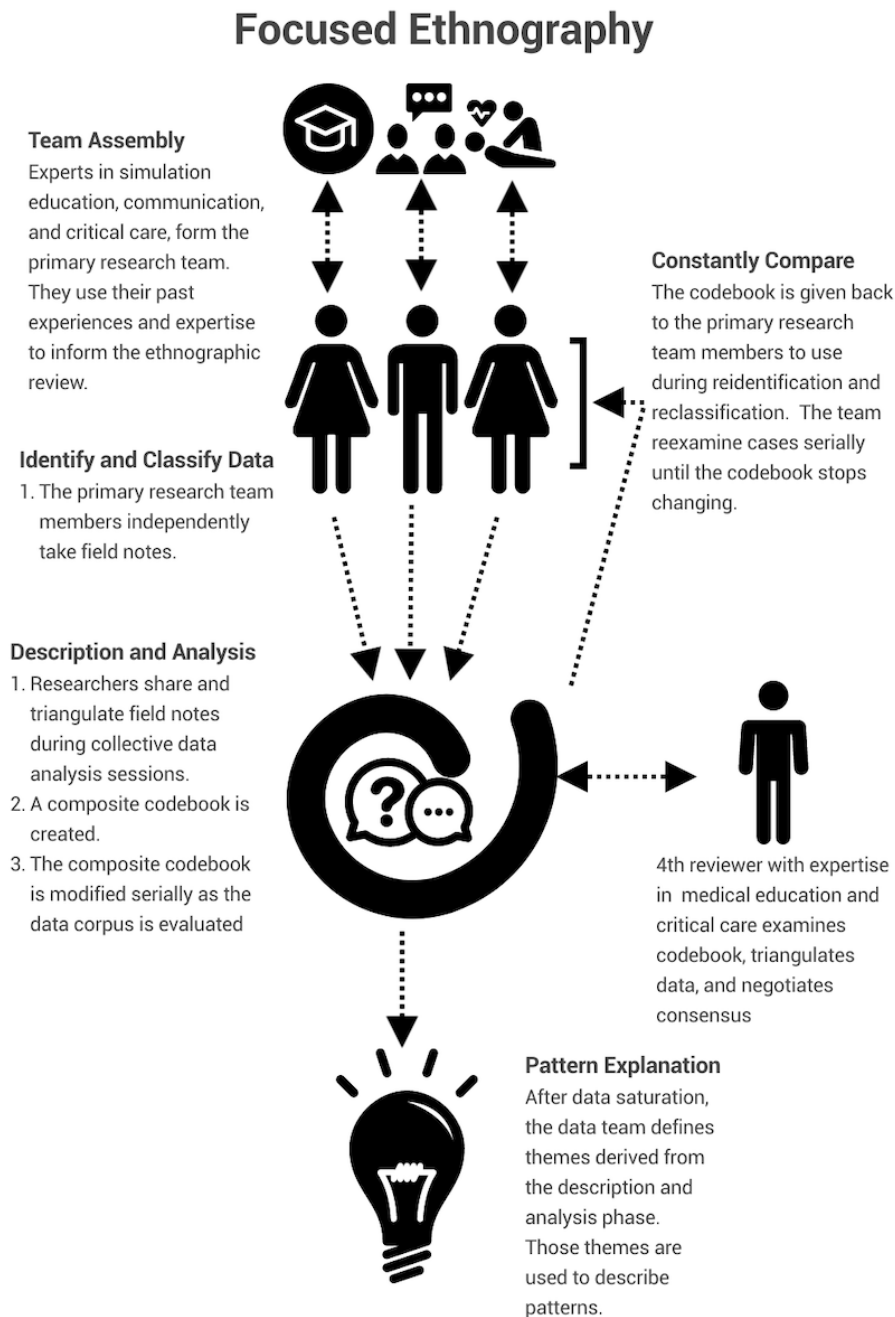 Focused Ethnography
Team Assembly
Experts in simulation
education, communication,
and critical care, form the
primary research team.
They use their past
experiences and expertise
to inform the ethnographic
review.
Identify and Classify Data
1. The primary research team
members independently
take field notes.
Constantly Compare
The codebook is given back
to the primary research
team members to use
during reidentification and
reclassification.  The team
reexamine cases serially
until the codebook stops
changing.
Description and Analysis
1. Researchers share and
triangulate field notes
during collective data
analysis sessions.
2. A composite codebook is
created.
3. The composite codebook
is modified serially as the
data corpus is evaluated
?
4th reviewer with expertise
in  medical education and
critical care examines
codebook, triangulates
data, and negotiates
consensus
Pattern Explanation
After data saturation,
the data team defines
themes derived from
the description and
analysis phase.
Those themes are
used to describe
patterns.